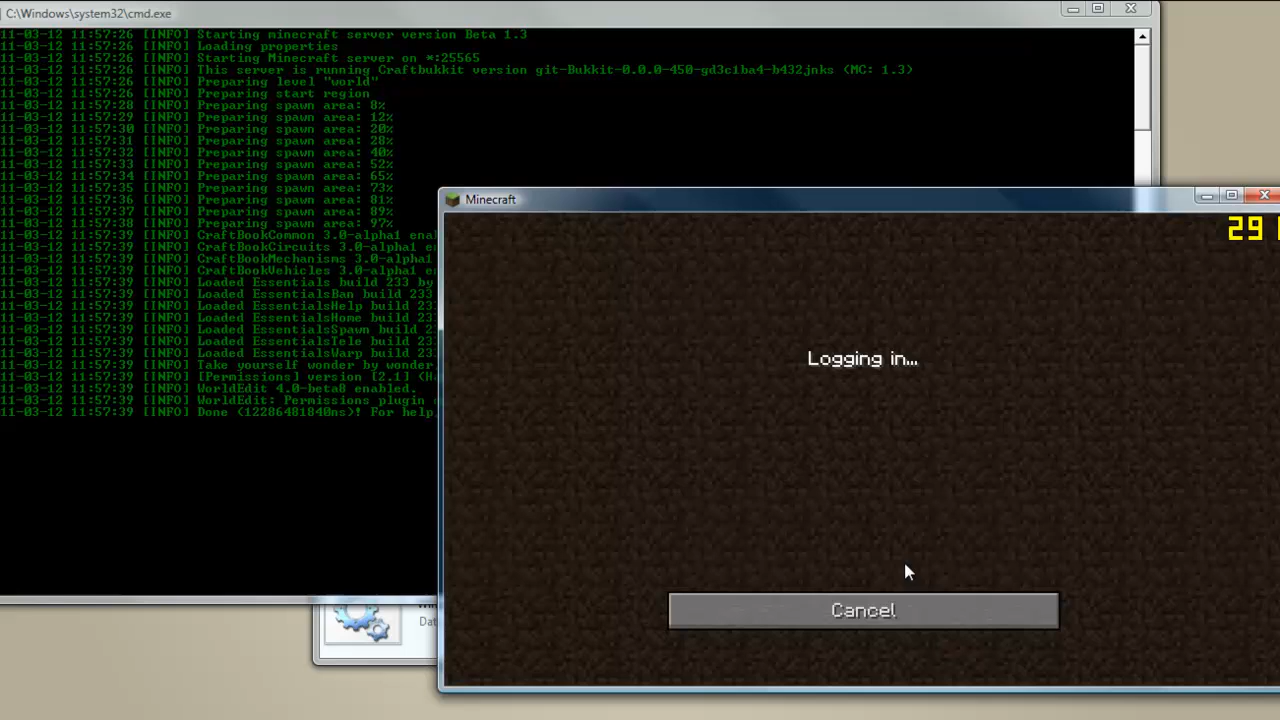 C:\Windows\system32\cmd.exe
11-03-12 11:57:26 [INFO] Starting minecraft server version Beta 1.3
11-03-12 11:57:26 [INFO] Loading properties
11-03-12 11:57:26 [INFO] Starting Minecraft server on *:25565
11-03-12 11:57:26 [INFO] This server is running Craftbukkit version git-Bukkit-0.0.0-450-gd3c1ba4-b432jnks (MC: 1.3)
11-03-12 11:57:26 [INFO] Preparing level "world"
11-03-12 11:57:26 [INFO] Preparing start region
11-03-12 11:57:28 [INFO] Preparing spawn area: 8%
11-03-12 11:57:29 [INFO] Preparing spawn area: 12%
11-03-12 11:57:30 [INFO] Preparing spawn area: 20%
11-03-12 11:57:31 [INFO] Preparing spawn area: 28%
11-03-12 11:57:32 [INFO] Preparing spawn area: 40%
11-03-12 11:57:33 [INFO] Preparing spawn area: 52%
11-03-12 11:57:34 [INFO] Preparing spawn area: 65%
11-03-12 11:57:35 [INFO] Preparing spawn area: 73%
11-03-12 11:57:36 [INFO] Preparing spawn area: 81%
11-03-12 11:57:37 [INFO] Preparing spawn area: 89%
11-03-12 11:57:38 [INFO] Preparing spawn area: 97%
11-03-12 11:57:39 [INFO] CraftBookCommon 3.0-alpha1 ena
11-03-12 11:57:39 [INFO] CraftBookCircuits 3.0-alpha1 e
11-03-12 11:57:39 [INFO] CraftBookMechanisms 3.0-alpha1
11-03-12 11:57:39 [INFO] CraftBookVehicles 3.0-alpha1 e
11-03-12 11:57:39 [INFO] Loaded Essentials build 233 by
11-03-12 11:57:39 [INFO] Loaded EssentialsBan build 233
11-03-12 11:57:39 [INFO] Loaded EssentialsHelp build 23
11-03-12 11:57:39 [INFO] Loaded EssentialsHome build 23
11-03-12 11:57:39 [INFO] Loaded EssentialsSpawn build 2
11-03-12 11:57:39 [INFO] Loaded EssentialsTele build 23
11-03-12 11:57:39 [INFO] Loaded EssentialsWarp build 23
11-03-12 11:57:39 [INFO] Take yourself wonder by wonder,
11-03-12 11:57:39 [INFO] [Permissions] version [2.1] (Ha
11-03-12 11:57:39 [INFO] WorldEdit 4.0-beta8 enabled.
11-03-12 11:57:39 [INFO] WorldEdit: Permissions plugin
11-03-12 11:57:39 [INFO] Done (12286481840ns)! For help,
Minecraft
29
Logging in...
Cancel
Dat